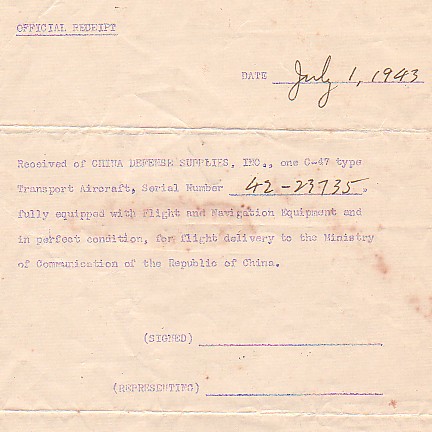 OFFICIAL RECEIPT
DATE July 1, 1943
Received of CHINA DEFENSE SUPPLIES, INC., one C-47 type
Transport Aircraft, Serial Number 42-23735,
fully equipped with Flight and Navigation Equipment and
in perfect condition, for flight delivery to the Ministry
of Communication of the Republic of China.
(SIGNED)
(REPRESENTING)